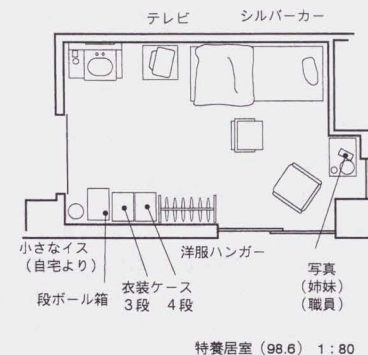 テレビ
シルバーカー
小さなイス
（自宅より）
段ボール箱
衣装ケース
3段 4段
洋服ハンガー
写真
（姉妹）
（職員）
特養居室（98.6） 1：80